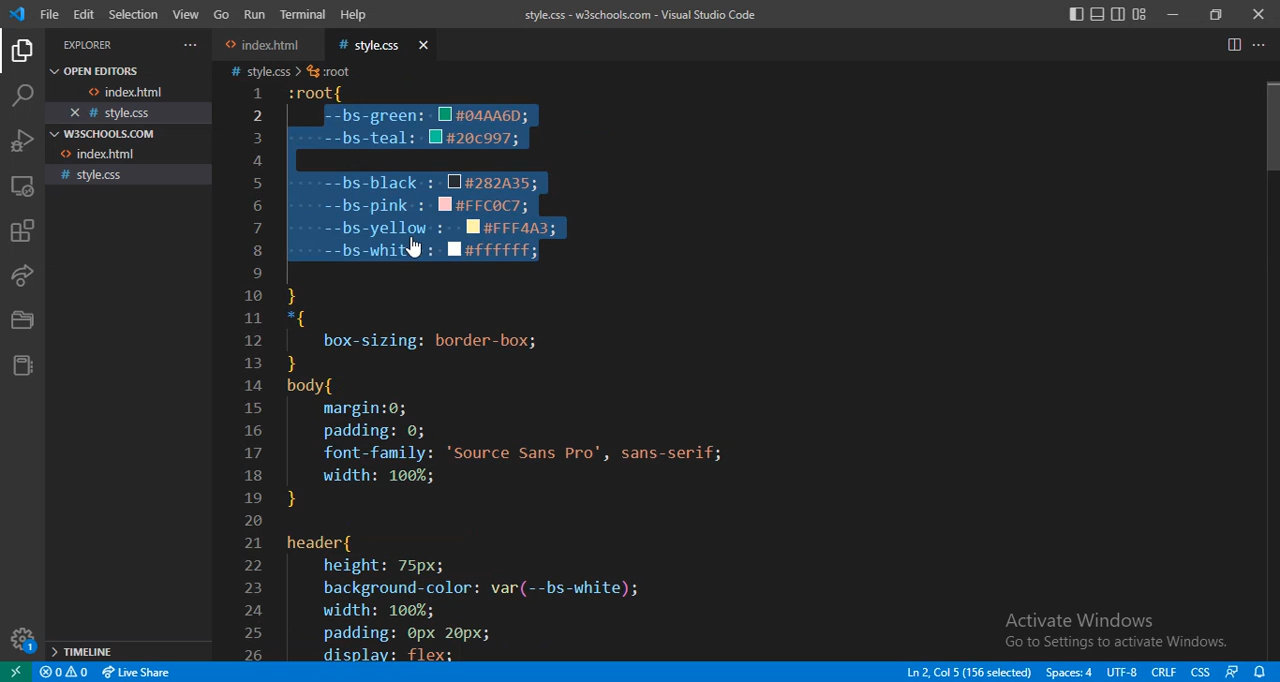 File Edit Selection View Go Run Terminal Help style.css - w3schools.com - Visual Studio Code
EXPLORER ··· index.html # style.css
OPEN EDITORS
index.html
# style.css
W3SCHOOLS.COM
index.html
# style.css
TIMELINE
# style.css > :root
1 :root{
2 --bs-green: #04AA6D;
3 --bs-teal: #20c997;
4
5 --bs-black : #282A35;
6 --bs-pink : #FFC0C7;
7 --bs-yellow : #FFF4A3;
8 --bs-white : #ffffff;
9
10 }
11 *{
12 box-sizing: border-box;
13 }
14 body{
15 margin:0;
16 padding: 0;
17 font-family: 'Source Sans Pro', sans-serif;
18 width: 100%;
19 }
20
21 header{
22 height: 75px;
23 background-color: var(--bs-white);
24 width: 100%;
25 padding: 0px 20px;
26 display: flex;
Activate Windows
Go to Settings to activate Windows.
1
0 0 Live Share Ln 2, Col 5 (156 selected) Spaces: 4 UTF-8 CRLF CSS